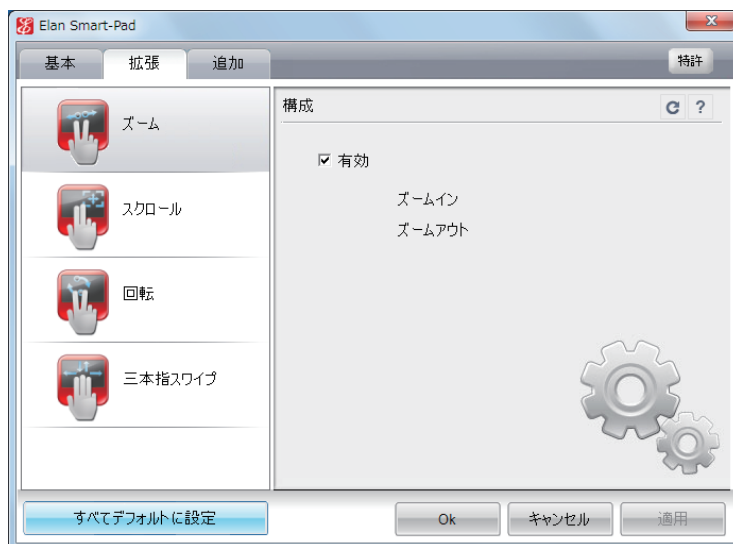 Elan Smart-Pad
基本 拡張 追加 特許
ズーム
スクロール
回転
三本指スワイプ
構成
?
有効
ズームイン
ズームアウト
すべてデフォルトに設定 Ok キャンセル 適用